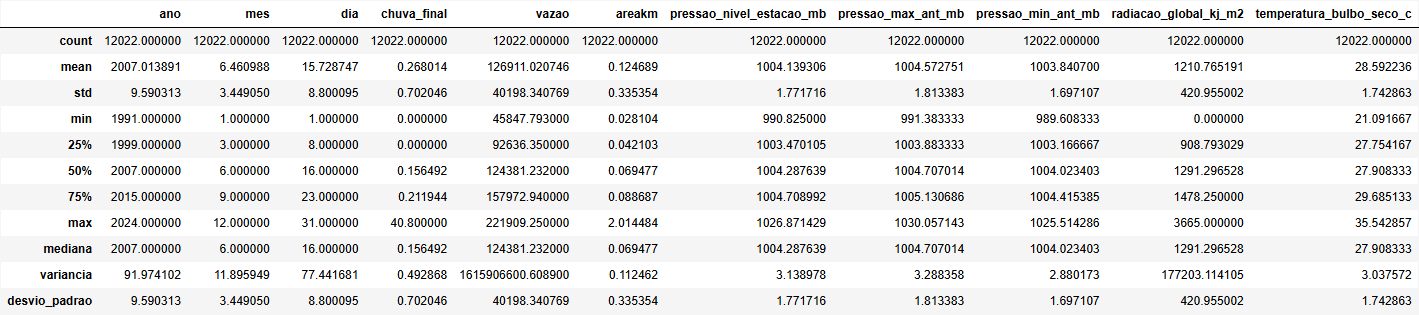 ano mes dia chuva_final vazao areakm pressao_nivel_estacao_mb pressao_max_ant_mb pressao_min_ant_mb radiacao_global_kj_m2 temperatura_bulbo_seco_c
count 12022.000000 12022.000000 12022.000000 12022.000000 12022.000000 12022.000000 12022.000000 12022.000000 12022.000000 12022.000000 12022.000000
mean 2007.013891 6.460988 15.728747 0.268014 126911.020746 0.124689 1004.139306 1004.572751 1003.840700 1210.765191 28.592236
std 9.590313 3.449050 8.800095 0.702046 40198.340769 0.335354 1.771716 1.813383 1.697107 420.955002 1.742863
min 1991.000000 1.000000 1.000000 0.000000 45847.793000 0.028104 990.825000 991.383333 989.608333 0.000000 21.091667
25% 1999.000000 3.000000 8.000000 0.000000 92636.350000 0.042103 1003.470105 1003.883333 1003.166667 908.793029 27.754167
50% 2007.000000 6.000000 16.000000 0.156492 124381.232000 0.069477 1004.287639 1004.707014 1004.023403 1291.296528 27.908333
75% 2015.000000 9.000000 23.000000 0.211944 157972.940000 0.088687 1004.708992 1005.130686 1004.415385 1478.250000 29.685133
max 2024.000000 12.000000 31.000000 40.800000 221909.250000 2.014484 1026.871429 1030.057143 1025.514286 3665.000000 35.542857
mediana 2007.000000 6.000000 16.000000 0.156492 124381.232000 0.069477 1004.287639 1004.707014 1004.023403 1291.296528 27.908333
variancia 91.974102 11.895949 77.441681 0.492868 1615906600.608900 0.112462 3.138978 3.288358 2.880173 177203.114105 3.037572
desvio_padrao 9.590313 3.449050 8.800095 0.702046 40198.340769 0.335354 1.771716 1.813383 1.697107 420.955002 1.742863